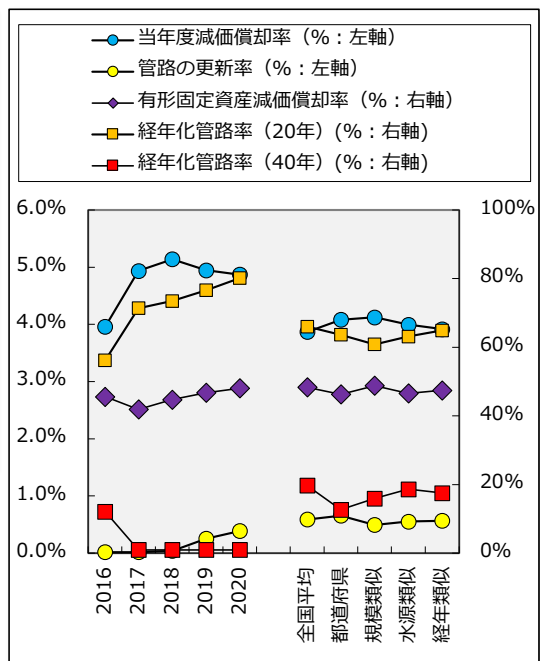 当年度減価償却率（%：左軸）
管路の更新率（%：左軸）
有形固定資産減価償却率（%：右軸）
経年化管路率（20年）(%：右軸)
経年化管路率（40年）(%：右軸)
6.0%
5.0%
4.0%
3.0%
2.0%
1.0%
0.0%
100%
80%
60%
40%
20%
0%
2016
2017
2018
2019
2020
全国平均
都道府県
規模類似
水源類似
経年類似